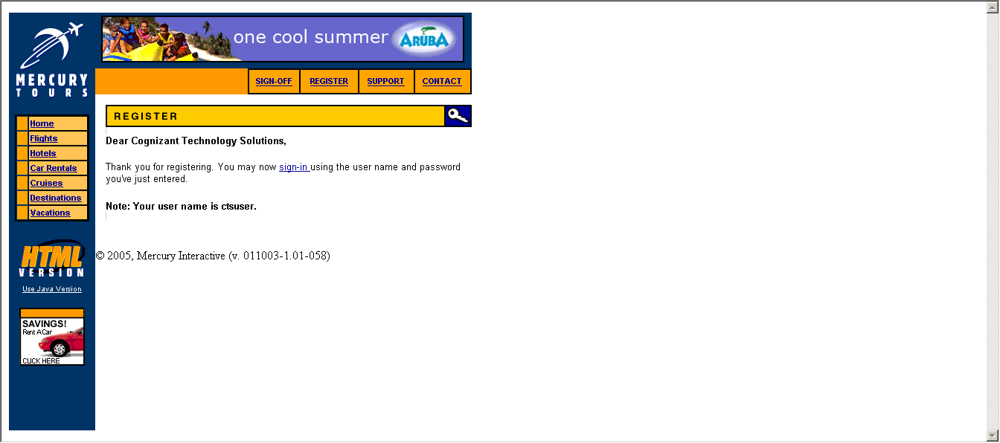 one cool summer ARUBA
MERCURY
TOURS
SIGN-OFF REGISTER SUPPORT CONTACT
REGISTER
Home
Flights
Hotels
Car Rentals
Cruises
Destinations
Vacations
Dear Cognizant Technology Solutions,
Thank you for registering. You may now sign-in using the user name and password
you've just entered.
Note: Your user name is ctsuser.
HTML
VERSION
Use Java Version
© 2005, Mercury Interactive (v. 011003-1.01-058)
SAVINGS!
Rent A Car
CLICK HERE